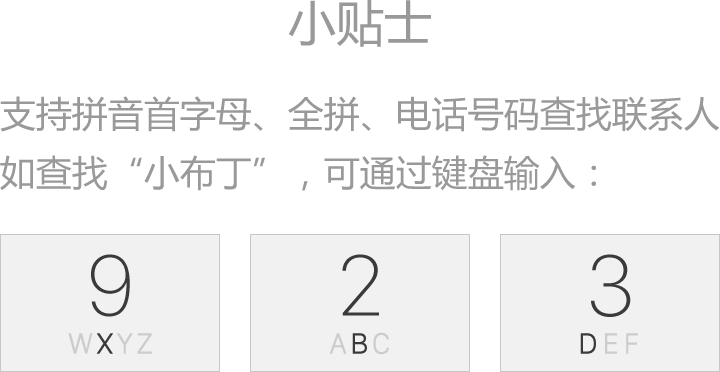 小贴士
支持拼音首字母、全拼、电话号码查找联系人
如查找“小布丁”，可通过键盘输入：
9 2 3
WXYZ ABC DEF